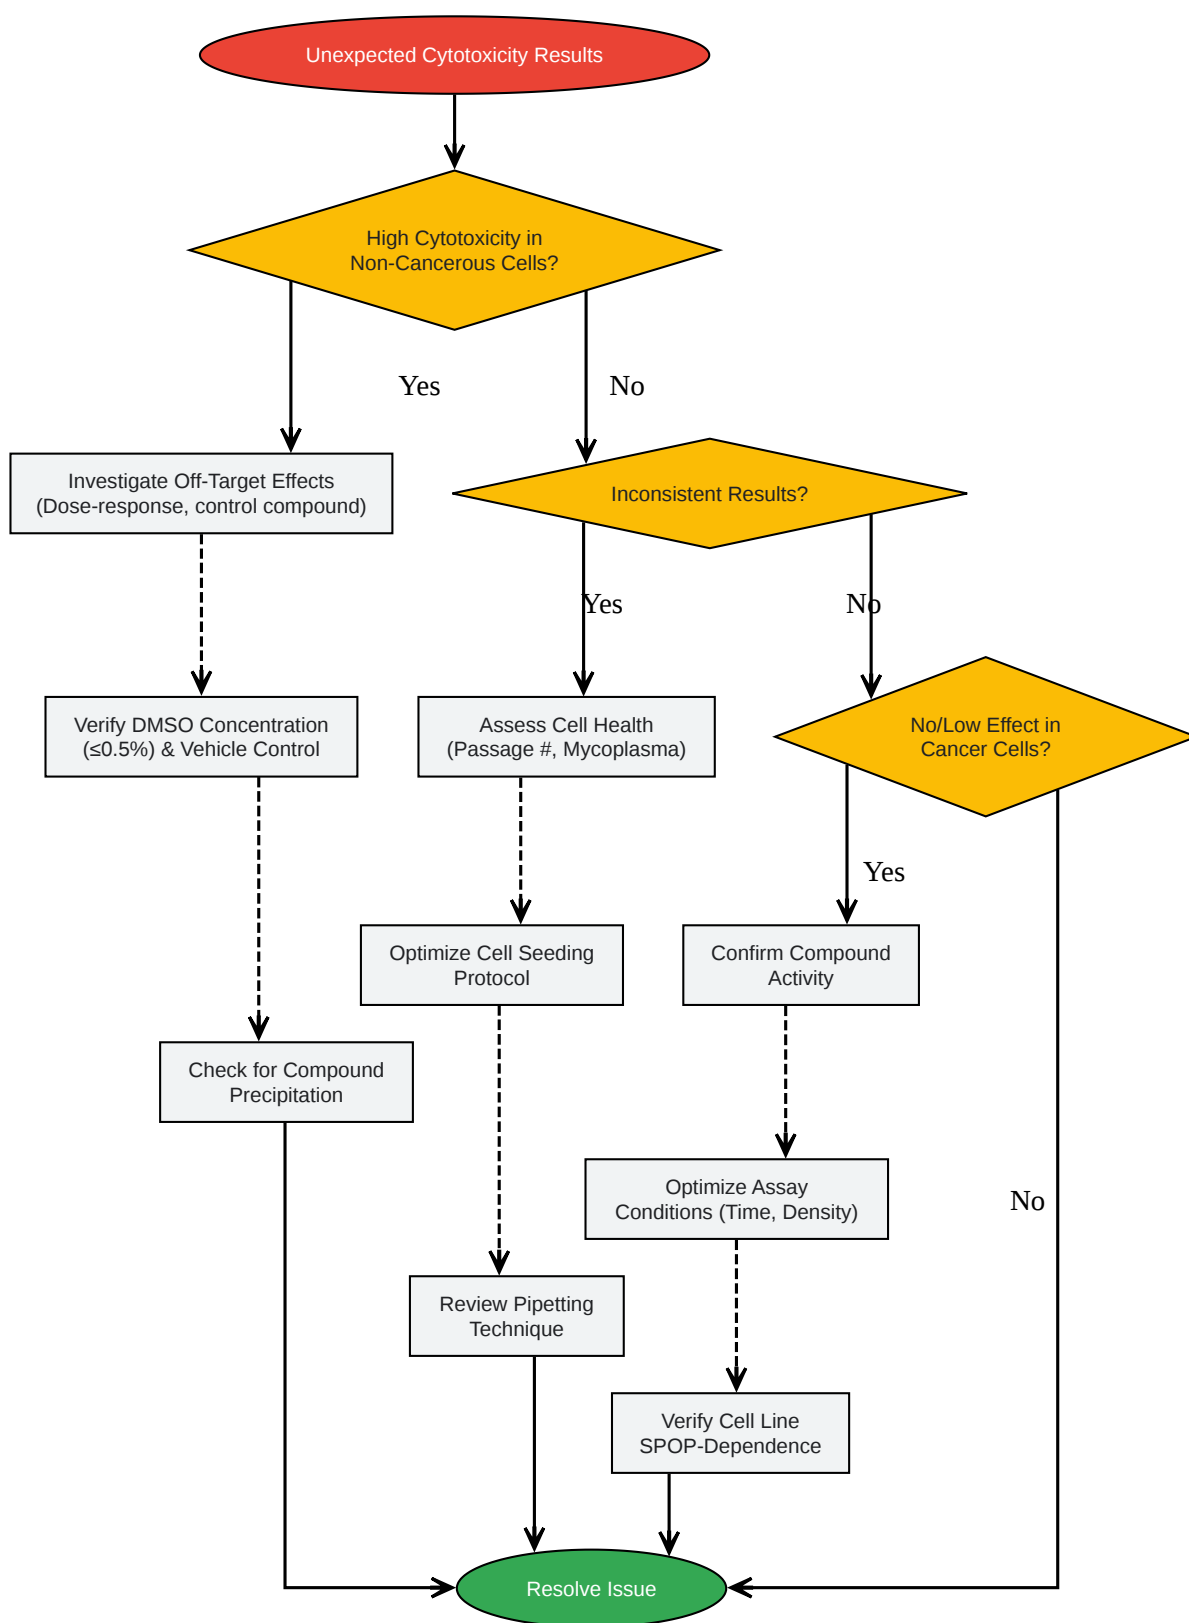 Unexpected Cytotoxicity Results
High Cytotoxicity in
Non-Cancerous Cells?
Yes
No
Investigate Off-Target Effects
(Dose-response, control compound)
Inconsistent Results?
Yes
No
Verify DMSO Concentration
(≤0.5%) & Vehicle Control
Assess Cell Health
(Passage #, Mycoplasma)
No/Low Effect in
Cancer Cells?
Yes
Optimize Cell Seeding
Protocol
Confirm Compound
Activity
Check for Compound
Precipitation
Optimize Assay
Conditions (Time, Density)
No
Review Pipetting
Technique
Verify Cell Line
SPOP-Dependence
Resolve Issue